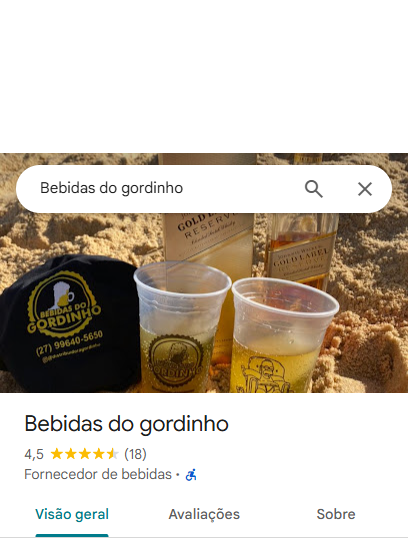 Bebidas do gordinho
GOLD LABEL
RESERVE
GOLD LABEL
BEBIDAS DO
GORDINHO
(27) 99640-5650
Bebidas do gordinho
4,5 (18)
Fornecedor de bebidas ·
Visão geral
Avaliações
Sobre